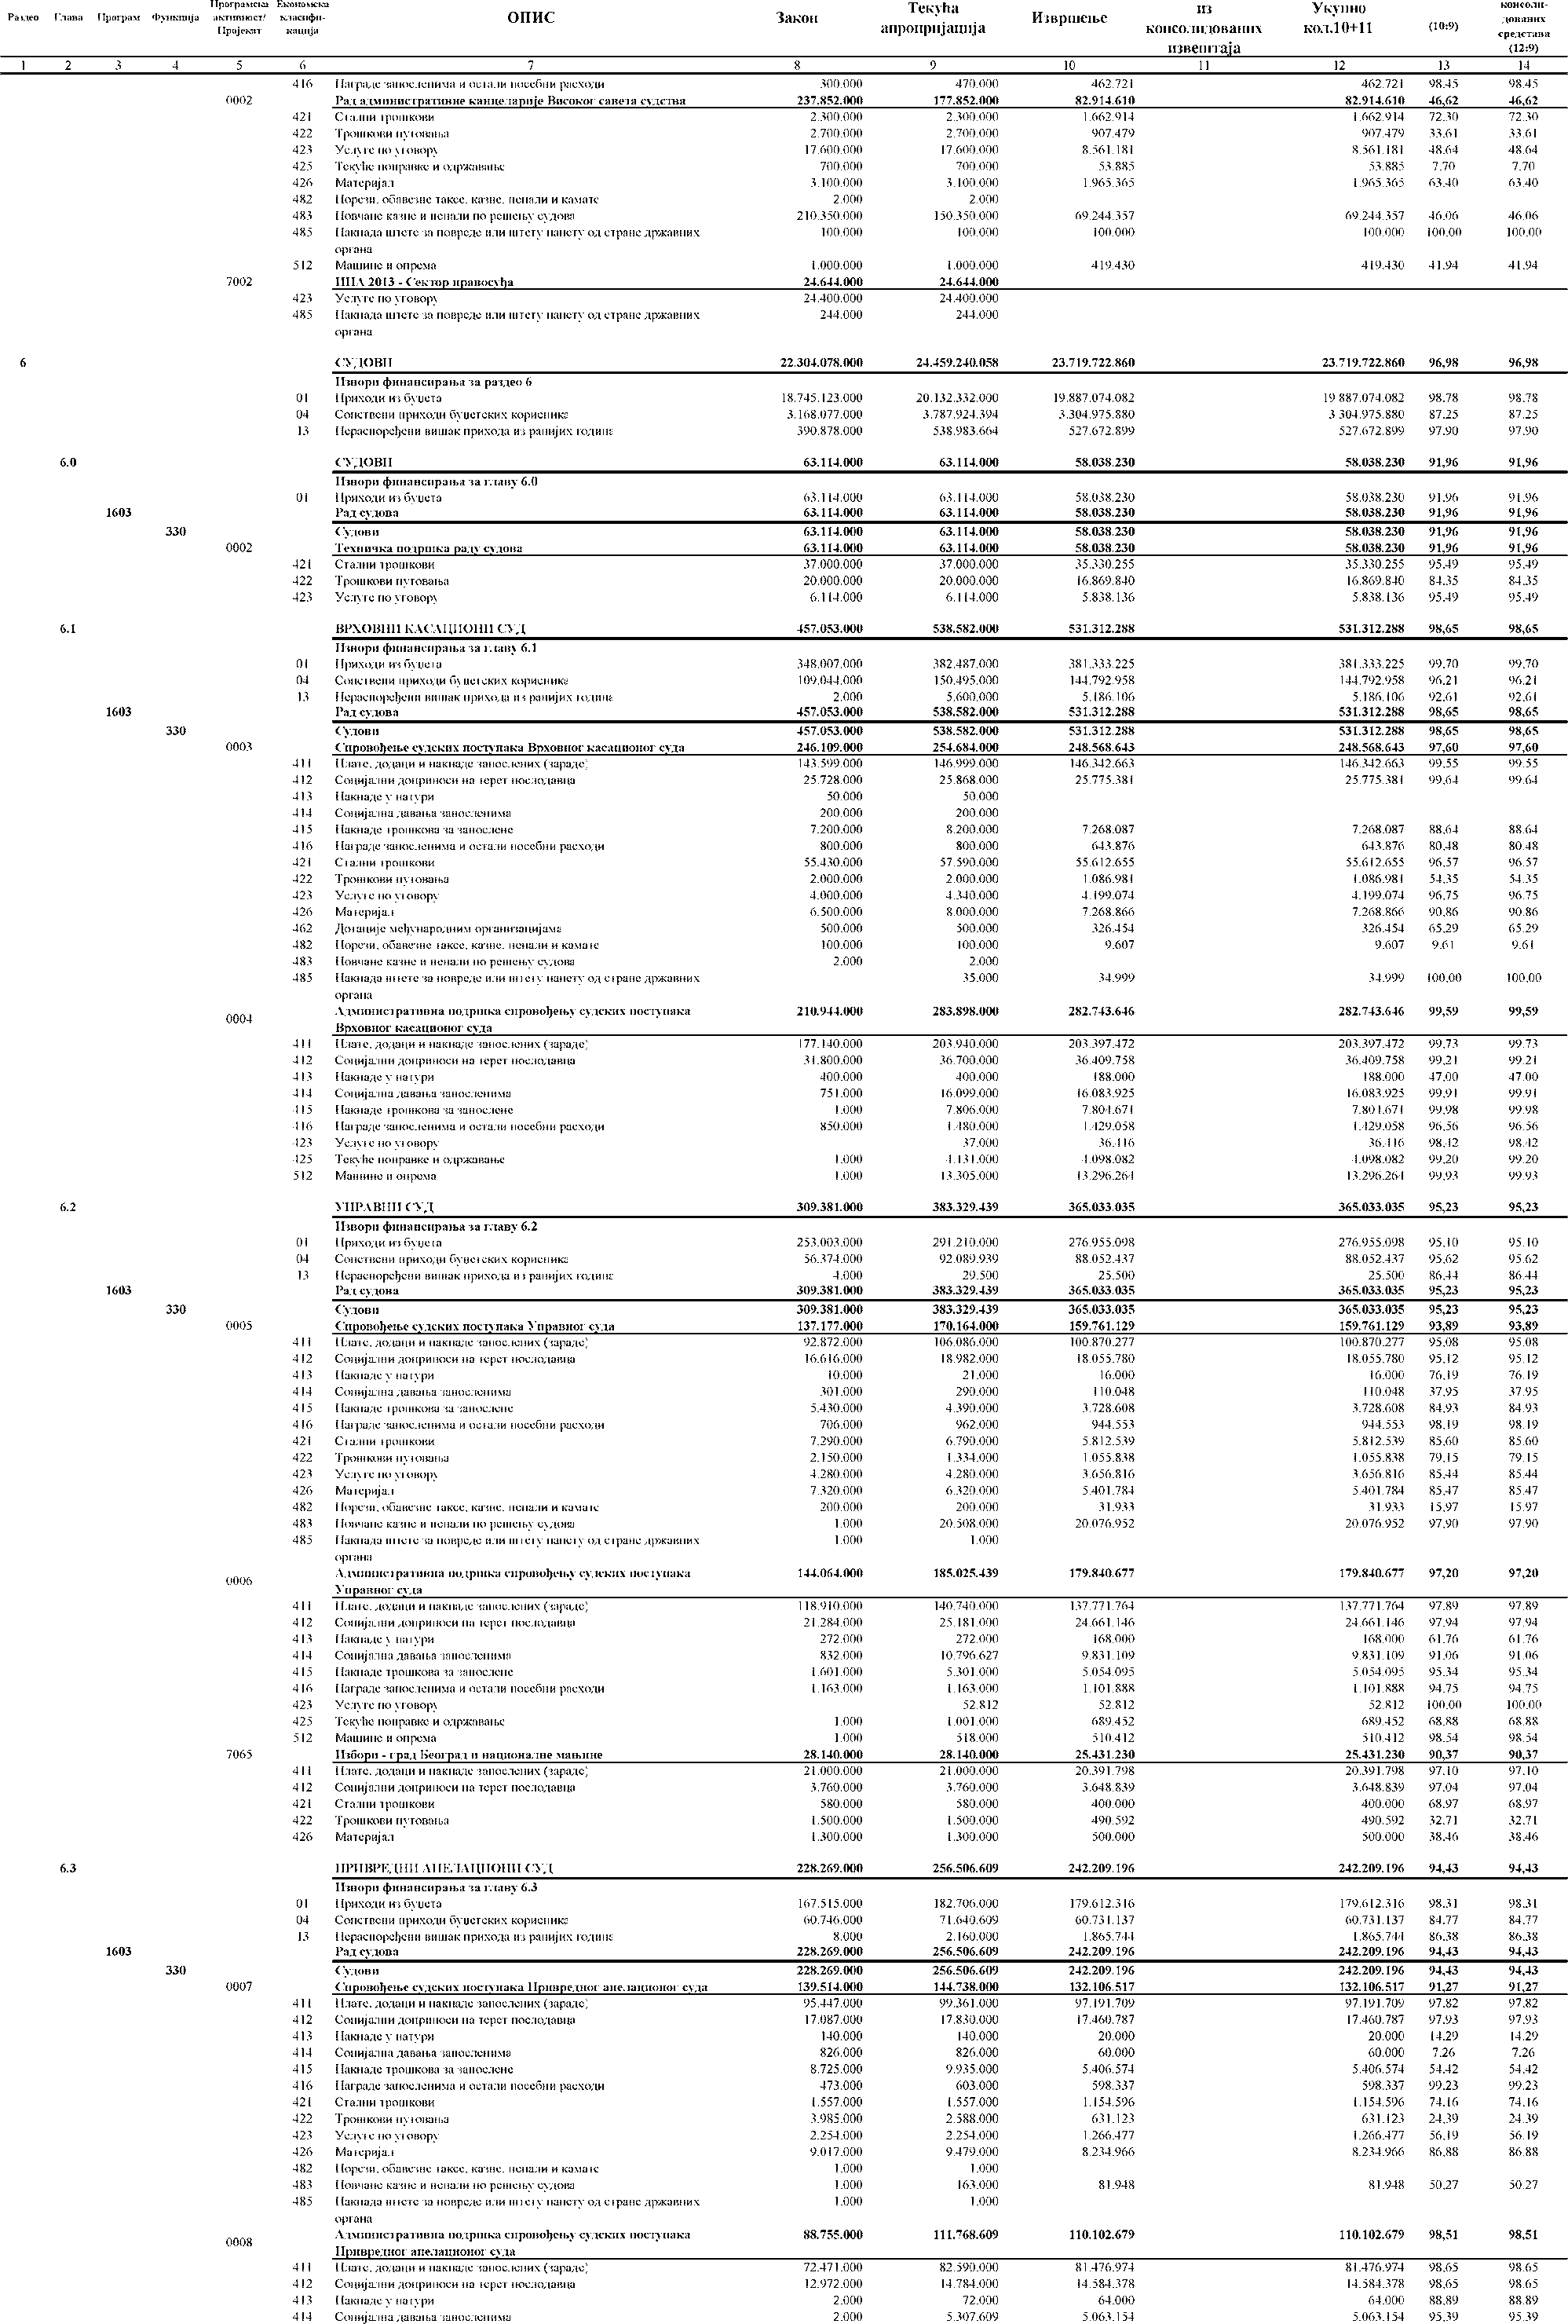 Раздео Глава Програм Функција Програмска активност/ Пројекат Економска класифи-кација ОПИС Закон Текућа апропријација Извршење из консолидованих извештаја Укупно кол.10+11 (10:9) консоли-дованих средстава (12:9)
1 2 3 4 5 6 7 8 9 10 11 12 13 14
416 Награде запосленима и остали посебни расходи 300.000 470.000 462.721 462.721 98,45 98,45
0002 Рад административне канцеларије Високог савета судства 237.852.000 177.852.000 82.914.610 82.914.610 46,62 46,62
421 Стални трошкови 2.300.000 2.300.000 1.662.914 1.662.914 72,30 72,30
422 Трошкови путовања 2.700.000 2.700.000 907.479 907.479 33,61 33,61
423 Услуге по уговору 17.600.000 17.600.000 8.561.181 8.561.181 48,64 48,64
425 Текуће поправке и одржавање 700.000 700.000 53.885 53.885 7,70 7,70
426 Материјал 3.100.000 3.100.000 1.965.365 1.965.365 63,40 63,40
482 Порези, обавезне таксе, казне, пенали и камате 2.000 2.000
483 Новчане казне и пенали по решењу судова 210.350.000 150.350.000 69.244.357 69.244.357 46,06 46,06
485 Накнада штете за повреде или штету нанету од стране државних 100.000 100.000 100.000 100.000 100,00 100,00
органа
512 Машине и опрема 1.000.000 1.000.000 419.430 419.430 41,94 41,94
7002 ИПА 2013 - Сектор правосуђа 24.644.000 24.644.000
423 Услуге по уговору 24.400.000 24.400.000
485 Накнада штете за повреде или штету нанету од стране државних 244.000 244.000
органа
6 СУДОВИ 22.304.078.000 24.459.240.058 23.719.722.860 23.719.722.860 96,98 96,98
Извори финансирања за раздео 6
01 Приходи из буџета 18.745.123.000 20.132.332.000 19.887.074.082 19 887.074.082 98,78 98,78
04 Сопствени приходи буџетских корисника 3.168.077.000 3.787.924.394 3.304.975.880 3 304.975.880 87,25 87,25
13 Нераспоређени вишак прихода из ранијих година 390.878.000 538.983.664 527.672.899 527.672.899 97,90 97,90
6.0 СУДОВИ 63.114.000 63.114.000 58.038.230 58.038.230 91,96 91,96
Извори финансирања за главу 6.0
01 Приходи из буџета 63.114.000 63.114.000 58.038.230 58.038.230 91,96 91,96
1603 Рад судова 63.114.000 63.114.000 58.038.230 58.038.230 91,96 91,96
330 Судови 63.114.000 63.114.000 58.038.230 58.038.230 91,96 91,96
0002 Техничка подршка раду судова 63.114.000 63.114.000 58.038.230 58.038.230 91,96 91,96
421 Стални трошкови 37.000.000 37.000.000 35.330.255 35.330.255 95,49 95,49
422 Трошкови путовања 20.000.000 20.000.000 16.869.840 16.869.840 84,35 84,35
423 Услуге по уговору 6.114.000 6.114.000 5.838.136 5.838.136 95,49 95,49
6.1 ВРХОВНИ КАСАЦИОНИ СУД 457.053.000 538.582.000 531.312.288 531.312.288 98,65 98,65
Извори финансирања за главу 6.1
01 Приходи из буџета 348.007.000 382.487.000 381.333.225 381.333.225 99,70 99,70
04 Сопствени приходи буџетских корисника 109.044.000 150.495.000 144.792.958 144.792.958 96,21 96,21
13 Нераспоређени вишак прихода из ранијих година 2.000 5.600.000 5.186.106 5.186.106 92,61 92,61
1603 Рад судова 457.053.000 538.582.000 531.312.288 531.312.288 98,65 98,65
330 Судови 457.053.000 538.582.000 531.312.288 531.312.288 98,65 98,65
0003 Спровођење судских поступака Врховног касационог суда 246.109.000 254.684.000 248.568.643 248.568.643 97,60 97,60
411 Плате, додаци и накнаде запослених (зараде) 143.599.000 146.999.000 146.342.663 146.342.663 99,55 99,55
412 Социјални доприноси на терет послодавца 25.728.000 25.868.000 25.775.381 25.775.381 99,64 99,64
413 Накнаде у натури 50.000 50.000
414 Социјална давања запосленима 200.000 200.000
415 Накнаде трошкова за запослене 7.200.000 8.200.000 7.268.087 7.268.087 88,64 88,64
416 Награде запосленима и остали посебни расходи 800.000 800.000 643.876 643.876 80,48 80,48
421 Стални трошкови 55.430.000 57.590.000 55.612.655 55.612.655 96,57 96,57
422 Трошкови путовања 2.000.000 2.000.000 1.086.981 1.086.981 54,35 54,35
423 Услуге по уговору 4.000.000 4.340.000 4.199.074 4.199.074 96,75 96,75
426 Материјал 6.500.000 8.000.000 7.268.866 7.268.866 90,86 90,86
462 Дотације међународним организацијама 500.000 500.000 326.454 326.454 65,29 65,29
482 Порези, обавезне таксе, казне, пенали и камате 100.000 100.000 9.607 9.607 9,61 9,61
483 Новчане казне и пенали по решењу судова 2.000 2.000
485 Накнада штете за повреде или штету нанету од стране државних 35.000 34.999 34.999 100,00 100,00
органа
0004 Административна подршка спровођењу судских поступака 210.944.000 283.898.000 282.743.646 282.743.646 99,59 99,59
Врховног касационог суда
411 Плате, додаци и накнаде запослених (зараде) 177.140.000 203.940.000 203.397.472 203.397.472 99,73 99,73
412 Социјални доприноси на терет послодавца 31.800.000 36.700.000 36.409.758 36.409.758 99,21 99,21
413 Накнаде у натури 400.000 400.000 188.000 188.000 47,00 47,00
414 Социјална давања запосленима 751.000 16.099.000 16.083.925 16.083.925 99,91 99,91
415 Накнаде трошкова за запослене 1.000 7.806.000 7.804.671 7.804.671 99,98 99,98
416 Награде запосленима и остали посебни расходи 850.000 1.480.000 1.429.058 1.429.058 96,56 96,56
423 Услуге по уговору 37.000 36.416 36.416 98,42 98,42
425 Текуће поправке и одржавање 1.000 4.131.000 4.098.082 4.098.082 99,20 99,20
512 Машине и опрема 1.000 13.305.000 13.296.264 13.296.264 99,93 99,93
6.2 УПРАВНИ СУД 309.381.000 383.329.439 365.033.035 365.033.035 95,23 95,23
Извори финансирања за главу 6.2
01 Приходи из буџета 253.003.000 291.210.000 276.955.098 276.955.098 95,10 95,10
04 Сопствени приходи буџетских корисника 56.374.000 92.089.939 88.052.437 88.052.437 95,62 95,62
13 Нераспоређени вишак прихода из ранијих година 4.000 29.500 25.500 25.500 86,44 86,44
1603 Рад судова 309.381.000 383.329.439 365.033.035 365.033.035 95,23 95,23
330 Судови 309.381.000 383.329.439 365.033.035 365.033.035 95,23 95,23
0005 Спровођење судских поступака Управног суда 137.177.000 170.164.000 159.761.129 159.761.129 93,89 93,89
411 Плате, додаци и накнаде запослених (зараде) 92.872.000 106.086.000 100.870.277 100.870.277 95,08 95,08
412 Социјални доприноси на терет послодавца 16.616.000 18.982.000 18.055.780 18.055.780 95,12 95,12
413 Накнаде у натури 10.000 21.000 16.000 16.000 76,19 76,19
414 Социјална давања запосленима 301.000 290.000 110.048 110.048 37,95 37,95
415 Накнаде трошкова за запослене 5.430.000 4.390.000 3.728.608 3.728.608 84,93 84,93
416 Награде запосленима и остали посебни расходи 706.000 962.000 944.553 944.553 98,19 98,19
421 Стални трошкови 7.290.000 6.790.000 5.812.539 5.812.539 85,60 85,60
422 Трошкови путовања 2.150.000 1.334.000 1.055.838 1.055.838 79,15 79,15
423 Услуге по уговору 4.280.000 4.280.000 3.656.816 3.656.816 85,44 85,44
426 Материјал 7.320.000 6.320.000 5.401.784 5.401.784 85,47 85,47
482 Порези, обавезне таксе, казне, пенали и камате 200.000 200.000 31.933 31.933 15,97 15,97
483 Новчане казне и пенали по решењу судова 1.000 20.508.000 20.076.952 20.076.952 97,90 97,90
485 Накнада штете за повреде или штету нанету од стране државних 1.000 1.000
органа
0006 Административна подршка спровођењу судских поступака 144.064.000 185.025.439 179.840.677 179.840.677 97,20 97,20
Управног суда
411 Плате, додаци и накнаде запослених (зараде) 118.910.000 140.740.000 137.771.764 137.771.764 97,89 97,89
412 Социјални доприноси на терет послодавца 21.284.000 25.181.000 24.661.146 24.661.146 97,94 97,94
413 Накнаде у натури 272.000 272.000 168.000 168.000 61,76 61,76
414 Социјална давања запосленима 832.000 10.796.627 9.831.109 9.831.109 91,06 91,06
415 Накнаде трошкова за запослене 1.601.000 5.301.000 5.054.095 5.054.095 95,34 95,34
416 Награде запосленима и остали посебни расходи 1.163.000 1.163.000 1.101.888 1.101.888 94,75 94,75
423 Услуге по уговору 52.812 52.812 52.812 100,00 100,00
425 Текуће поправке и одржавање 1.000 1.001.000 689.452 689.452 68,88 68,88
512 Машине и опрема 1.000 518.000 510.412 510.412 98,54 98,54
7065 Избори - град Београд и националне мањине 28.140.000 28.140.000 25.431.230 25.431.230 90,37 90,37
411 Плате, додаци и накнаде запослених (зараде) 21.000.000 21.000.000 20.391.798 20.391.798 97,10 97,10
412 Социјални доприноси на терет послодавца 3.760.000 3.760.000 3.648.839 3.648.839 97,04 97,04
421 Стални трошкови 580.000 580.000 400.000 400.000 68,97 68,97
422 Трошкови путовања 1.500.000 1.500.000 490.592 490.592 32,71 32,71
426 Материјал 1.300.000 1.300.000 500.000 500.000 38,46 38,46
6.3 ПРИВРЕДНИ АПЕЛАЦИОНИ СУД 228.269.000 256.506.609 242.209.196 242.209.196 94,43 94,43
Извори финансирања за главу 6.3
01 Приходи из буџета 167.515.000 182.706.000 179.612.316 179.612.316 98,31 98,31
04 Сопствени приходи буџетских корисника 60.746.000 71.640.609 60.731.137 60.731.137 84,77 84,77
13 Нераспоређени вишак прихода из ранијих година 8.000 2.160.000 1.865.744 1.865.744 86,38 86,38
1603 Рад судова 228.269.000 256.506.609 242.209.196 242.209.196 94,43 94,43
330 Судови 228.269.000 256.506.609 242.209.196 242.209.196 94,43 94,43
0007 Спровођење судских поступака Привредног апелационог суда 139.514.000 144.738.000 132.106.517 132.106.517 91,27 91,27
411 Плате, додаци и накнаде запослених (зараде) 95.447.000 99.361.000 97.191.709 97.191.709 97,82 97,82
412 Социјални доприноси на терет послодавца 17.087.000 17.830.000 17.460.787 17.460.787 97,93 97,93
413 Накнаде у натури 140.000 140.000 20.000 20.000 14,29 14,29
414 Социјална давања запосленима 826.000 826.000 60.000 60.000 7,26 7,26
415 Накнаде трошкова за запослене 8.725.000 9.935.000 5.406.574 5.406.574 54,42 54,42
416 Награде запосленима и остали посебни расходи 473.000 603.000 598.337 598.337 99,23 99,23
421 Стални трошкови 1.557.000 1.557.000 1.154.596 1.154.596 74,16 74,16
422 Трошкови путовања 3.985.000 2.588.000 631.123 631.123 24,39 24,39
423 Услуге по уговору 2.254.000 2.254.000 1.266.477 1.266.477 56,19 56,19
426 Материјал 9.017.000 9.479.000 8.234.966 8.234.966 86,88 86,88
482 Порези, обавезне таксе, казне, пенали и камате 1.000 1.000
483 Новчане казне и пенали по решењу судова 1.000 163.000 81.948 81.948 50,27 50,27
485 Накнада штете за повреде или штету нанету од стране државних 1.000 1.000
органа
0008 Административна подршка спровођењу судских поступака 88.755.000 111.768.609 110.102.679 110.102.679 98,51 98,51
Привредног апелационог суда
411 Плате, додаци и накнаде запослених (зараде) 72.471.000 82.590.000 81.476.974 81.476.974 98,65 98,65
412 Социјални доприноси на терет послодавца 12.972.000 14.784.000 14.584.378 14.584.378 98,65 98,65
413 Накнаде у натури 2.000 72.000 64.000 64.000 88,89 88,89
414 Социјална давања запосленима 2.000 5.307.609 5.063.154 5.063.154 95,39 95,39